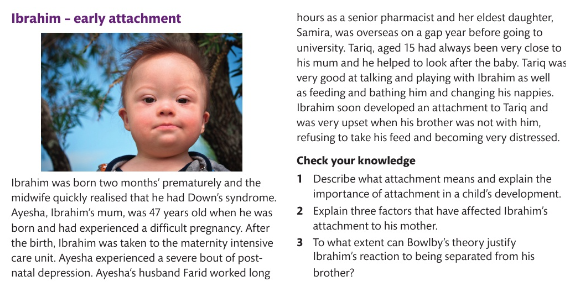 Ibrahim – early attachment
Ibrahim was born two months' prematurely and the
midwife quickly realised that he had Down's syndrome.
Ayesha, Ibrahim's mum, was 47 years old when he was
born and had experienced a difficult pregnancy. After
the birth, Ibrahim was taken to the maternity intensive
care unit. Ayesha experienced a severe bout of post-
natal depression. Ayesha's husband Farid worked long
hours as a senior pharmacist and her eldest daughter,
Samira, was overseas on a gap year before going to
university. Tariq, aged 15 had always been very close to
his mum and he helped to look after the baby. Tariq was
very good at talking and playing with Ibrahim as well
as feeding and bathing him and changing his nappies.
Ibrahim soon developed an attachment to Tariq and
was very upset when his brother was not with him,
refusing to take his feed and becoming very distressed.
Check your knowledge
1 Describe what attachment means and explain the
importance of attachment in a child's development.
2 Explain three factors that have affected Ibrahim's
attachment to his mother.
3 To what extent can Bowlby's theory justify
Ibrahim's reaction to being separated from his
brother?